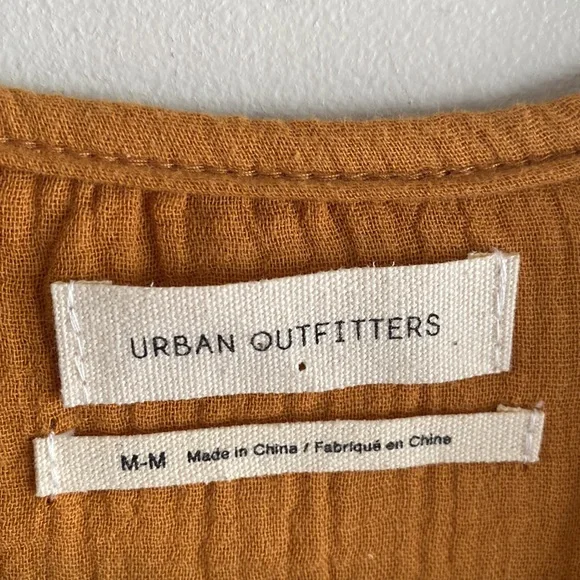 URBAN OUTFITTERS
M-M Made in China / Fabriqué en Chine